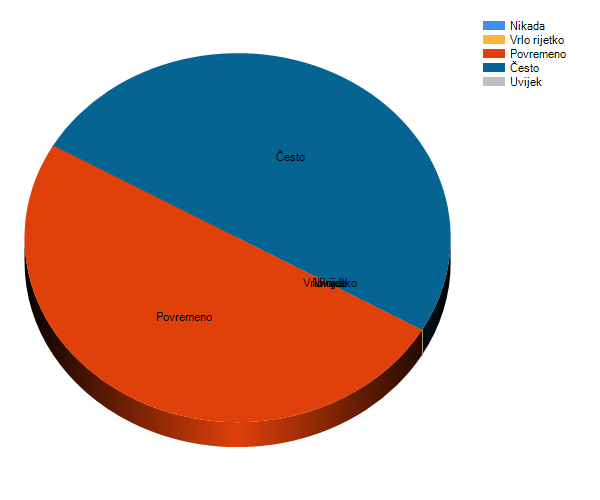 Nikada
Vrlo rijetko
Povremeno
Često
Uvijek
Često
Povremeno